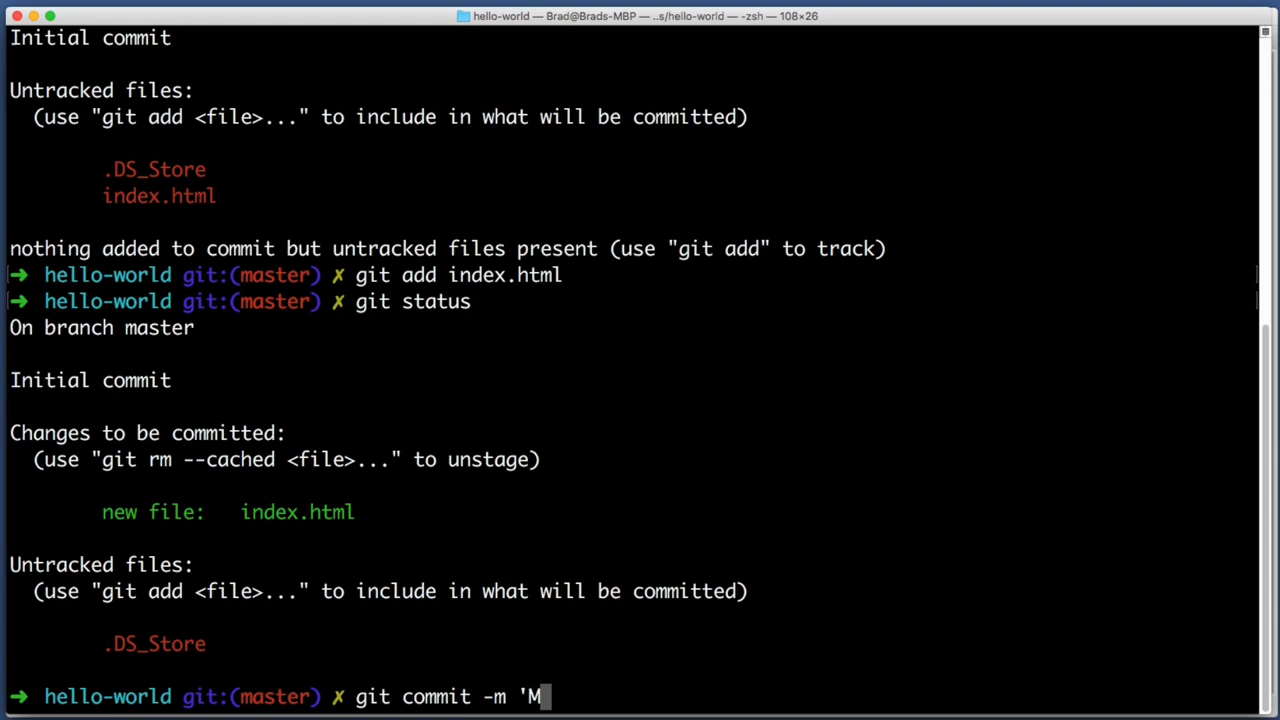 hello-world — Brad@Brads-MBP — ..s/hello-world — -zsh — 108×26
Initial commit
Untracked files:
(use "git add <file>..." to include in what will be committed)
.DS_Store
index.html
nothing added to commit but untracked files present (use "git add" to track)
➜ hello-world git:(master) ✗ git add index.html
➜ hello-world git:(master) ✗ git status
On branch master
Initial commit
Changes to be committed:
(use "git rm --cached <file>..." to unstage)
new file: index.html
Untracked files:
(use "git add <file>..." to include in what will be committed)
.DS_Store
➜ hello-world git:(master) ✗ git commit -m 'M